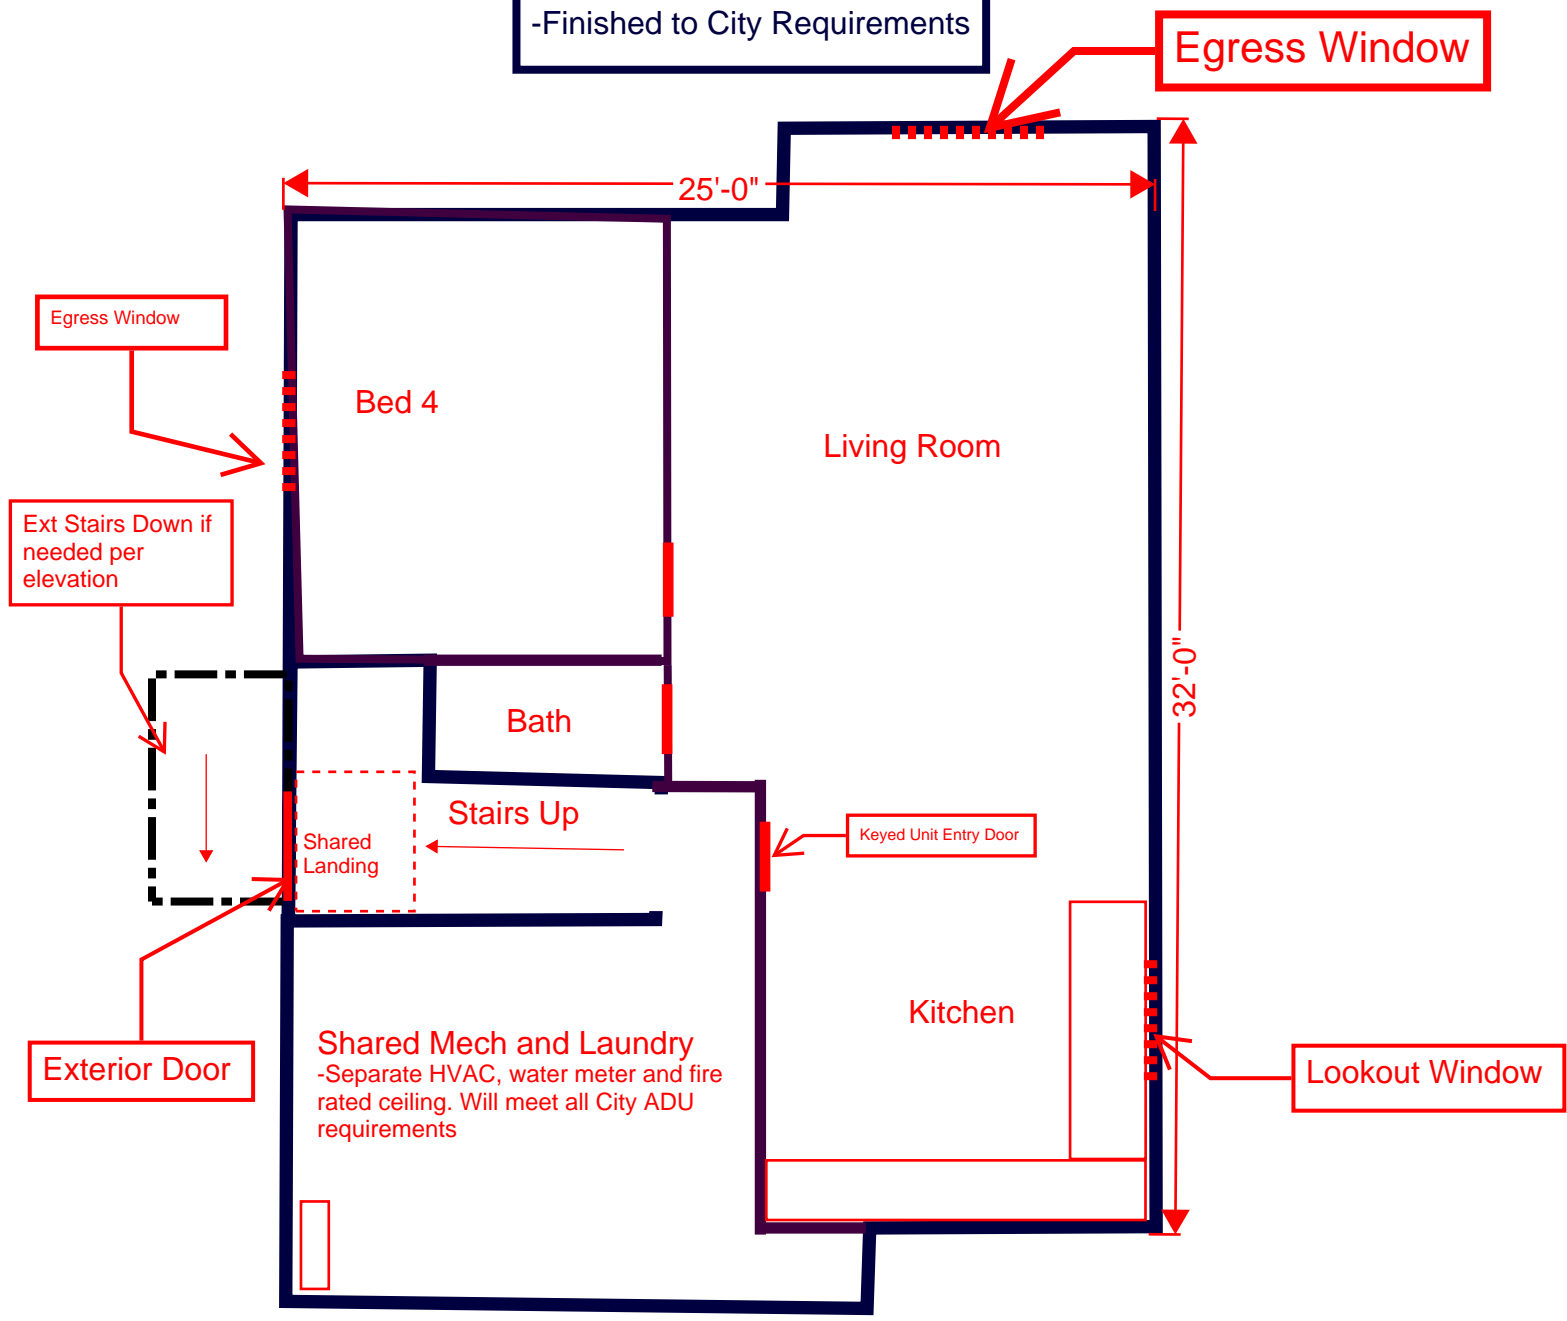 -Finished to City Requirements
Egress Window
25'-0"
Egress Window
Bed 4
Living Room
Ext Stairs Down if
needed per
elevation
32'-0"
Bath
Stairs Up
Shared
Landing
Keyed Unit Entry Door
Kitchen
Shared Mech and Laundry
-Separate HVAC, water meter and fire
rated ceiling. Will meet all City ADU
requirements
Exterior Door
Lookout Window